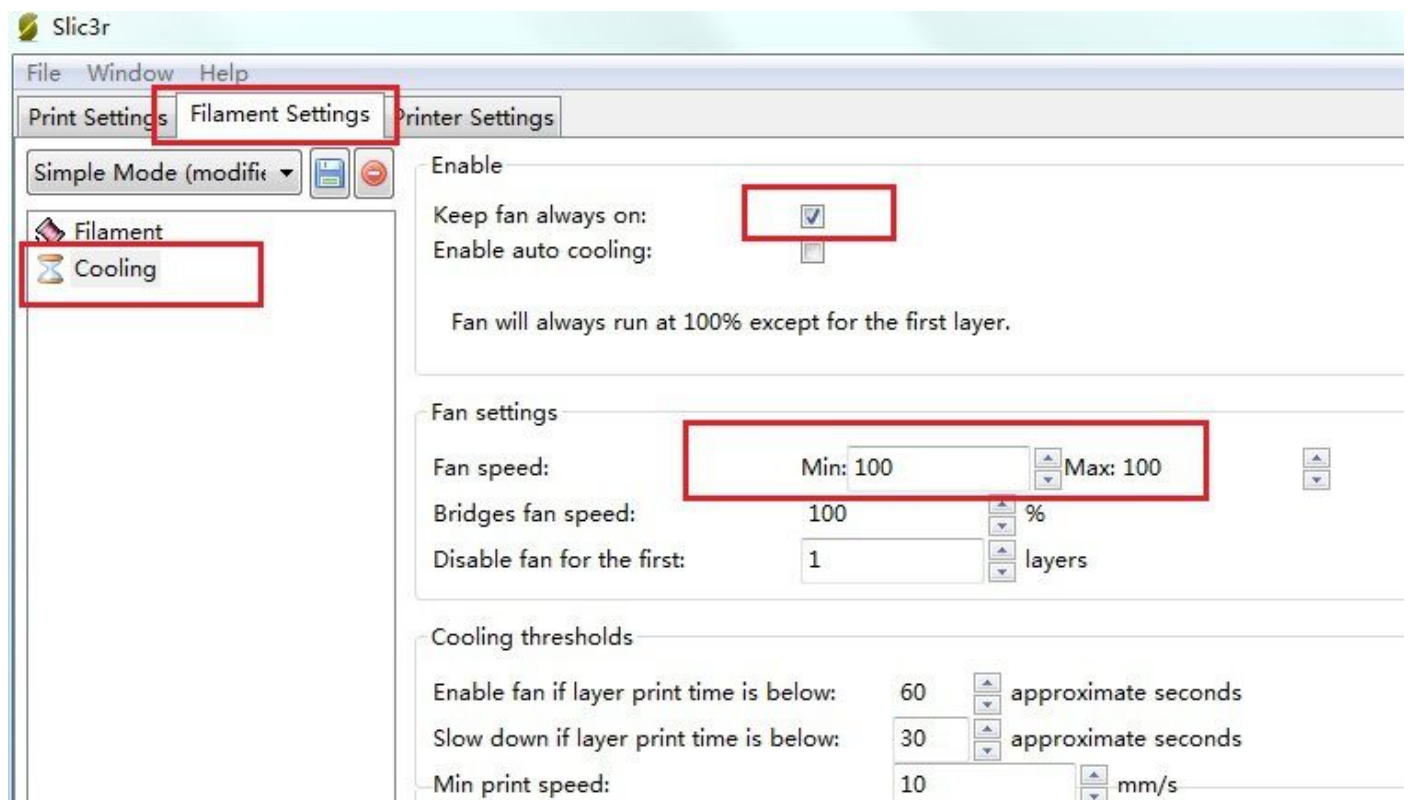 Slic3r
File Window Help
Print Settings Filament Settings Printer Settings
Simple Mode (modifie
Filament
Cooling
Enable
Keep fan always on:
Enable auto cooling:
Fan will always run at 100% except for the first layer.
Fan settings
Fan speed: Min: 100 Max: 100
Bridges fan speed: 100 %
Disable fan for the first: 1 layers
Cooling thresholds
Enable fan if layer print time is below: 60 approximate seconds
Slow down if layer print time is below: 30 approximate seconds
Min print speed: 10 mm/s